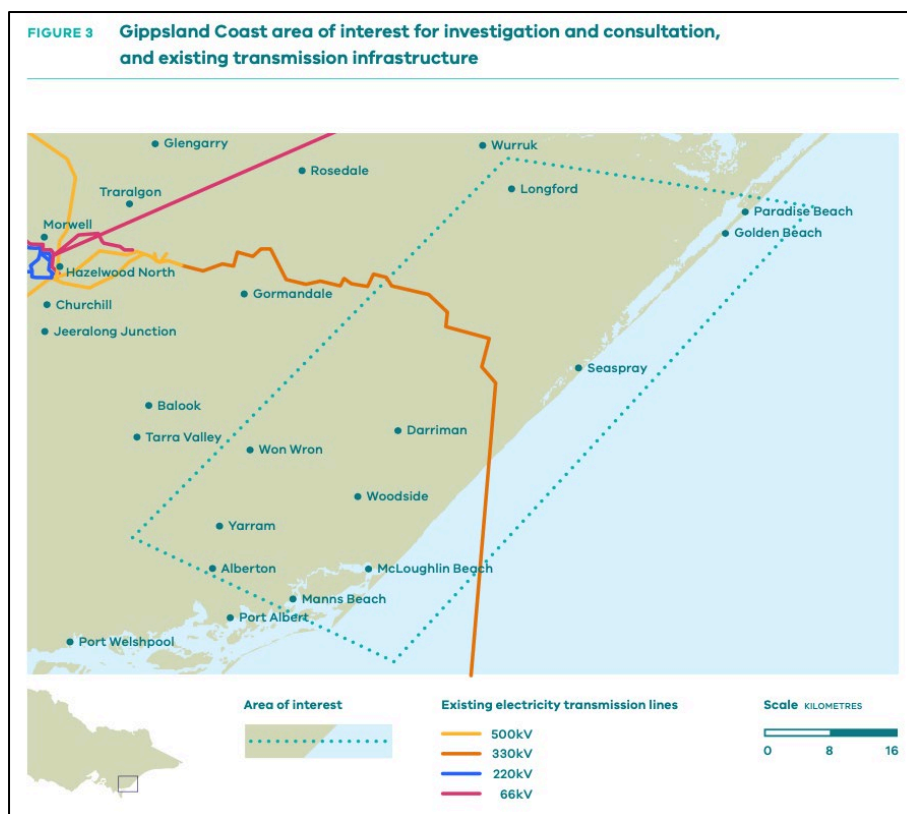 FIGURE 3 Gippsland Coast area of interest for investigation and consultation,
and existing transmission infrastructure
Glengarry
Wurruk
Rosedale
Longford
Traralgon
Paradise Beach
Morwell
Golden Beach
Hazelwood North
Gormandale
Churchill
Jeeralong Junction
Seaspray
Balook
Darriman
Tarra Valley
Won Wron
Woodside
Yarram
Alberton
McLoughlin Beach
Manns Beach
Port Albert
Port Welshpool
Area of interest
Existing electricity transmission lines
500kV
330kV
220kV
66kV
Scale KILOMETRES
0 8 16